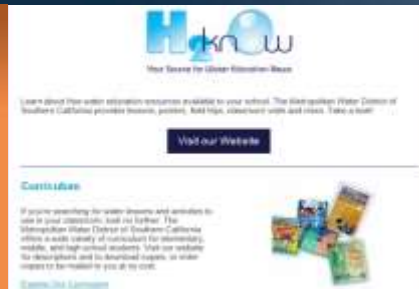 H2knOw
Your Source for Water Education News
Learn about free water education resources available to your school. The Metropolitan Water District of
Southern California provides lessons, posters, field trips, classroom visits and more. Take a look!
Visit our Website
Curriculum
If you're searching for water lessons and activities to
use in your classroom, look no further. The
Metropolitan Water District of Southern California
offers a wide variety of curriculum for elementary,
middle, and high school students. Visit our website
for descriptions and to download copies, or order
copies to be mailed to you at no cost.
Explore Our Curriculum